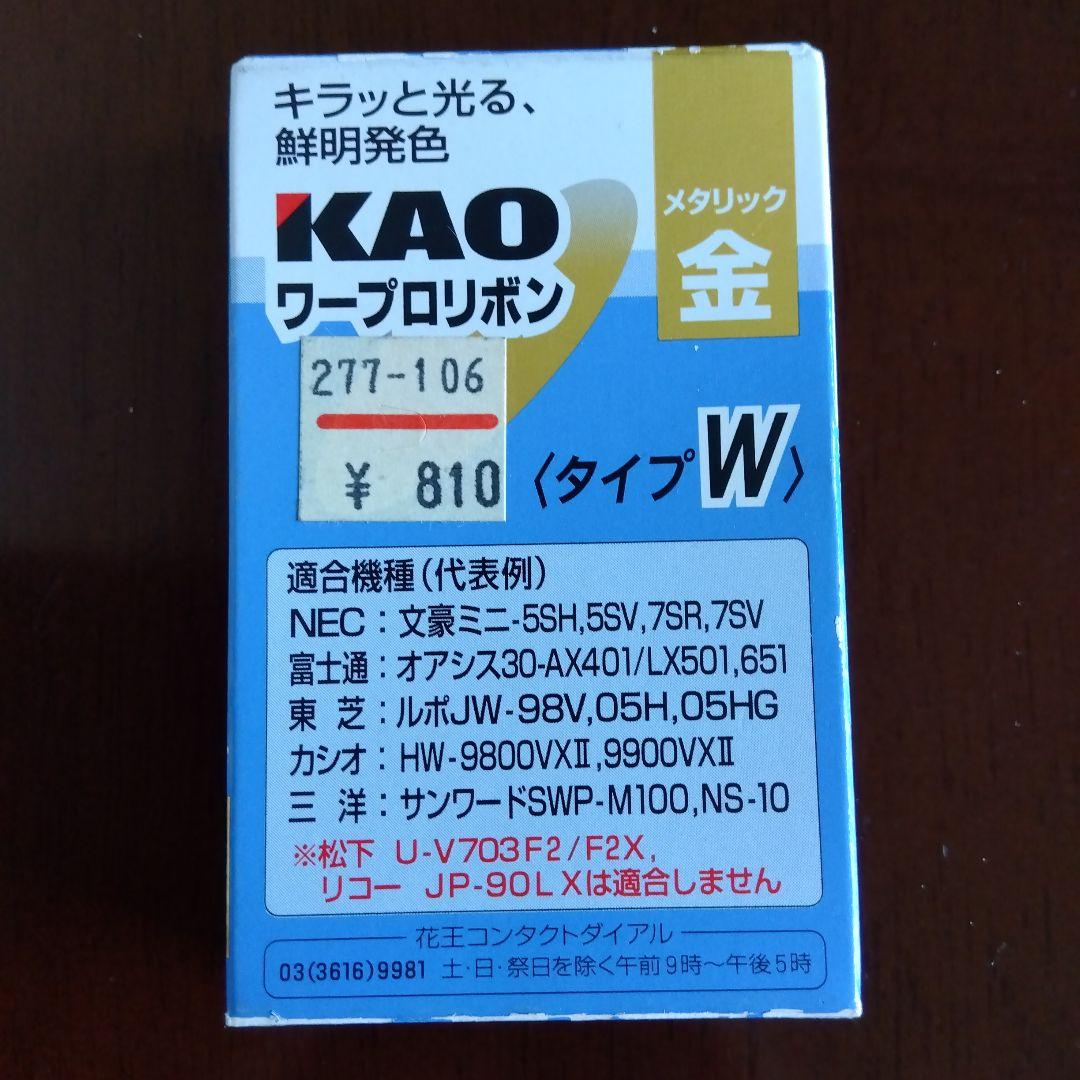 キラッと光る、
鮮明発色
KAO
ワープロリボン
メタリック
金
277-106
¥ 810
〈タイプW〉
適合機種(代表例)
NEC:文豪ミニ-5SH,5SV,7SR,7SV
富士通:オアシス30-AX401/LX501,651
東芝:ルポJW-98V,05H,05HG
カシオ:HW-9800VXⅡ,9900VXⅡ
三洋:サンワードSWP-M100,NS-10
※松下 U-V703F2/F2X,
リコー JP-90LXは適合しません
花王コンタクトダイアル
03(3616)9981 土・日・祭日を除く午前9時〜午後5時